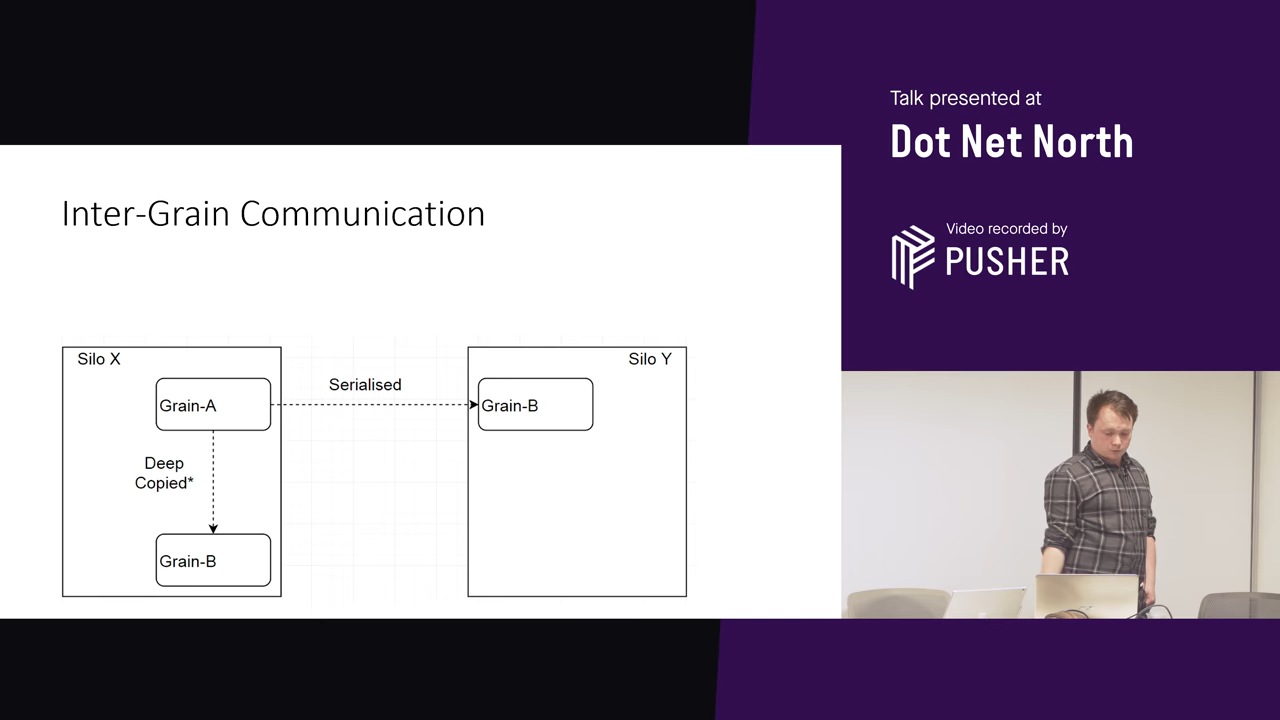 Talk presented at
Dot Net North
Video recorded by
PUSHER
Inter-Grain Communication
Silo X
Silo Y
Grain-A
Serialised
Grain-B
Deep
Copied*
Grain-B